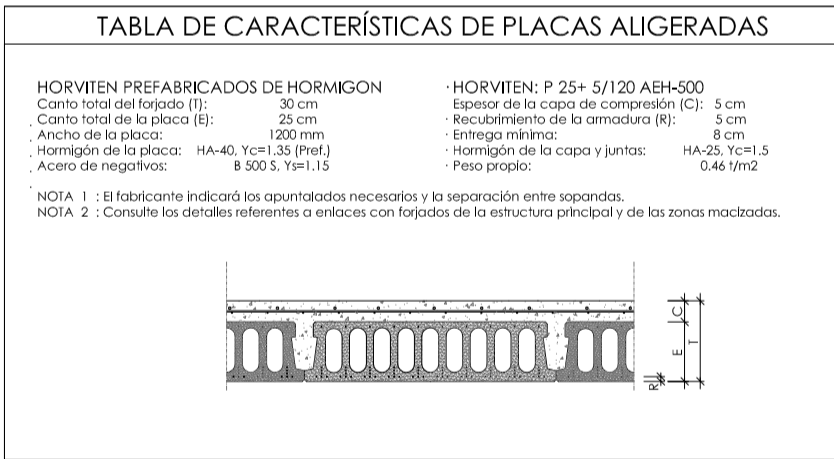 TABLA DE CARACTERÍSTICAS DE PLACAS ALIGERADAS
HORVITEN PREFABRICADOS DE HORMIGON
Canto total del forjado (T): 30 cm
Canto total de la placa (E): 25 cm
Ancho de la placa: 1200 mm
Hormigón de la placa: HA-40, Yc=1.35 (Pref.)
Acero de negativos: B 500 S, Ys=1.15
· HORVITEN: P 25+ 5/120 AEH-500
Espesor de la capa de compresión (C): 5 cm
· Recubrimiento de la armadura (R): 5 cm
· Entrega mínima: 8 cm
· Hormigón de la capa y juntas: HA-25, Yc=1.5
· Peso propio: 0.46 t/m2
NOTA 1 : El fabricante indicará los apuntalados necesarios y la separación entre sopandas.
NOTA 2 : Consulte los detalles referentes a enlaces con forjados de la estructura principal y de las zonas macizadas.
C
E
T
R